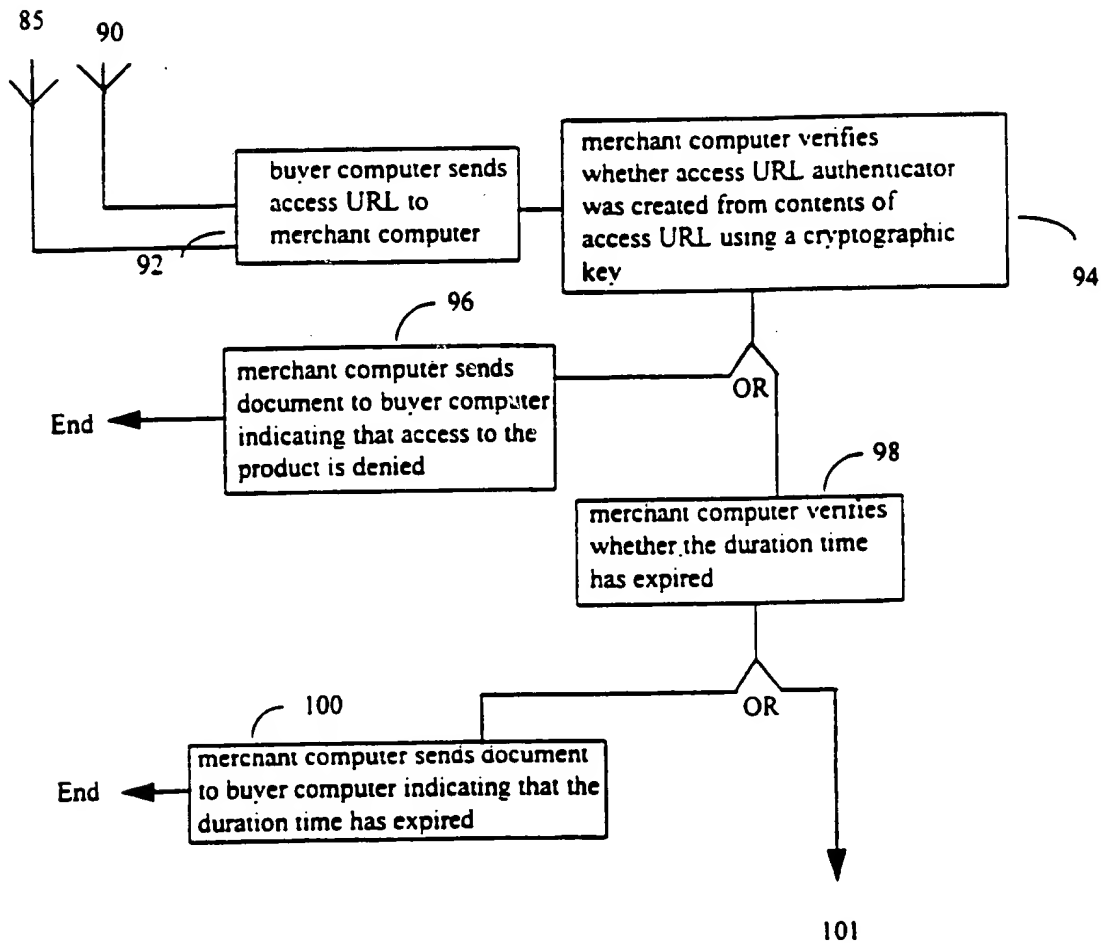 85
90
buyer computer sends
access URL to
merchant computer
92
merchant computer verifies
whether access URL authenticator
was created from contents of
access URL using a cryptographic
key
94
96
merchant computer sends
document to buyer computer
indicating that access to the
product is denied
End
OR
98
merchant computer verifies
whether the duration time
has expired
OR
100
merchant computer sends document
to buyer computer indicating that the
duration time has expired
End
101